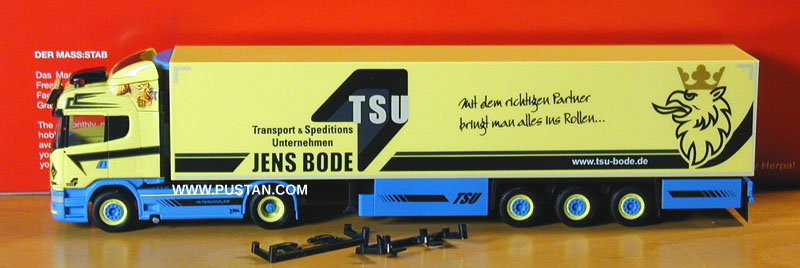 DER MASS:STAB
TSU
Transport & Speditions
Unternehmen
JENS BODE
Mit dem richtigen Partner
bringt man alles ins Rollen...
www.tsu-bode.de
WWW.PUSTAN.COM
INTERCOOLER
TSU
Herpa!